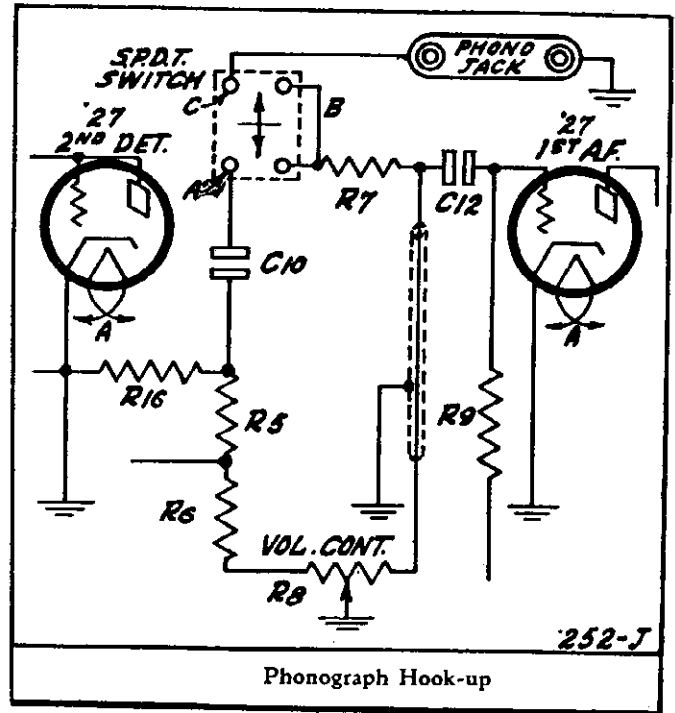 S.P.D.T.
SWITCH
PHONO
JACK
C
B
'27
2ND DET.
'27
1ST A.F.
A
R7
C12
C10
A
A
R16
R5
R9
R6
VOL. CONT.
R8
'252-J
Phonograph Hook-up